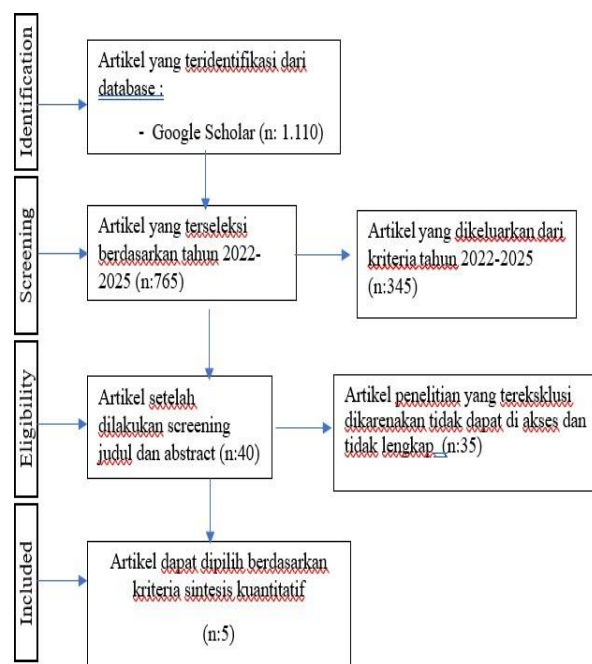 Identification
Artikel yang teridentifikasi dari
database :
- Google Scholar (n: 1.110)
Screening
Artikel yang terseleksi
berdasarkan tahun 2022-
2025 (n:765)
Artikel yang dikeluarkan dari
kriteria tahun 2022-2025
(n:345)
Eligibility
Artikel setelah
dilakukan screening
judul dan abstract (n:40)
Artikel penelitian yang tereksklusi
dikarenakan tidak dapat di akses dan
tidak lengkap (n:35)
Included
Artikel dapat dipilih berdasarkan
kriteria sintesis kuantitatif
(n:5)